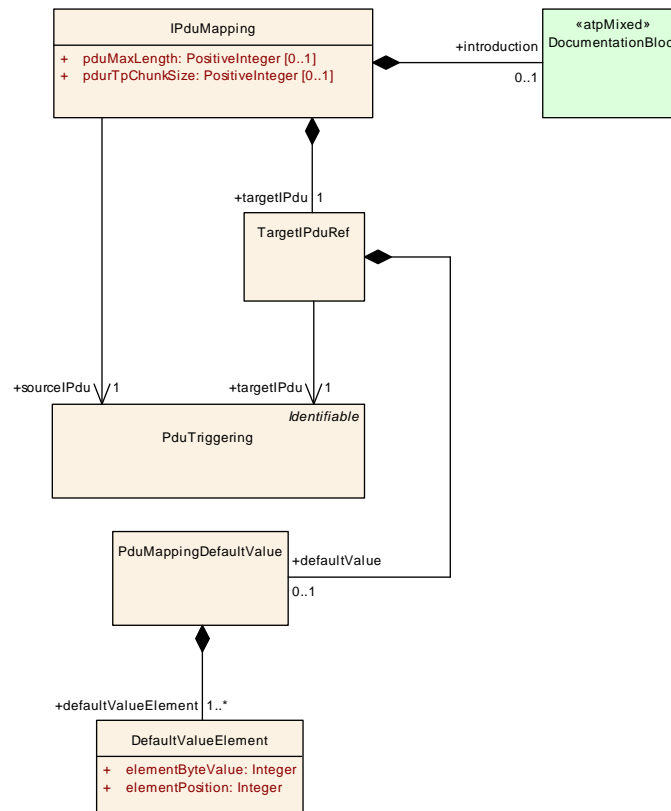 IPduMapping
+ pduMaxLength: PositiveInteger [0..1]
+ pdurTpChunkSize: PositiveInteger [0..1]
«atpMixed»
DocumentationBloc
+introduction
0..1
+targetIPdu 1
TargetIPduRef
+sourceIPdu 1
+targetIPdu 1
Identifiable
PduTriggering
PduMappingDefaultValue
+defaultValue
0..1
+defaultValueElement 1..*
DefaultValueElement
+ elementByteValue: Integer
+ elementPosition: Integer